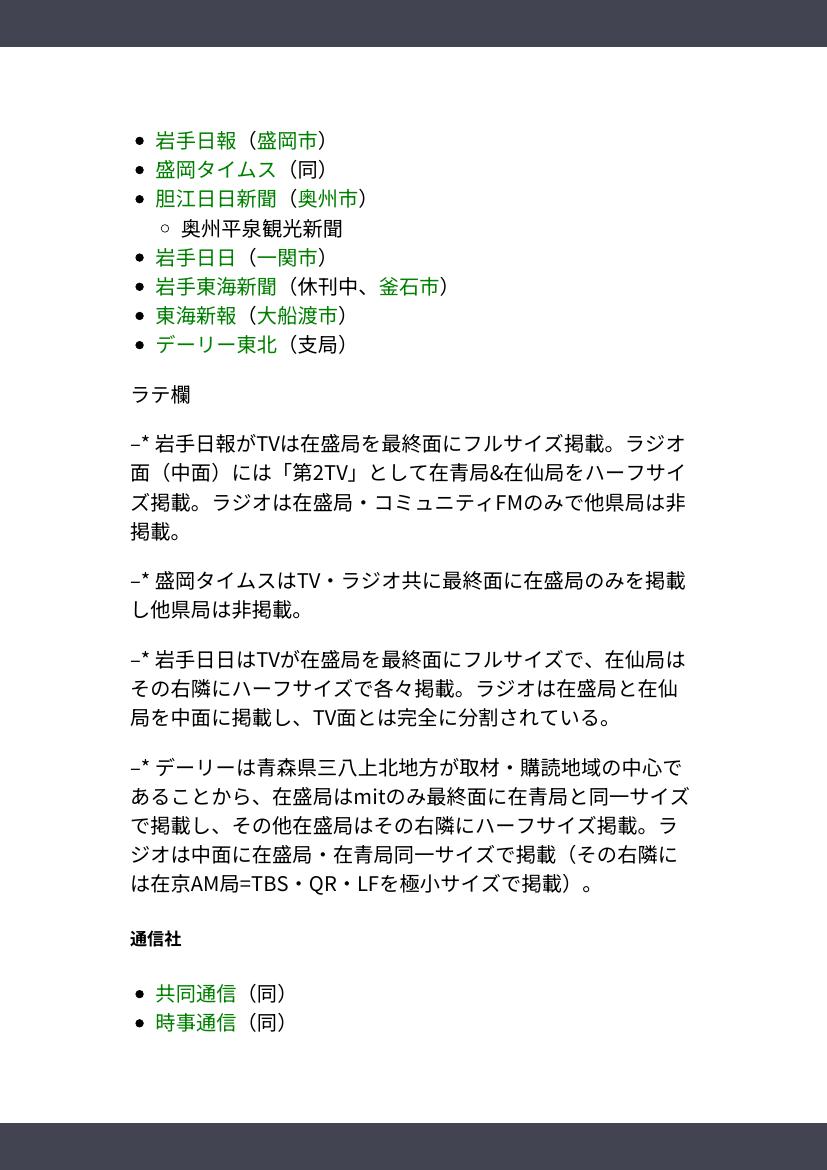 岩手日報（盛岡市）
盛岡タイムス（同）
胆江日日新聞（奥州市）
奥州平泉観光新聞
岩手日日（一関市）
岩手東海新聞（休刊中、釜石市）
東海新報（大船渡市）
デーリー東北（支局）
ラテ欄
–* 岩手日報がTVは在盛局を最終面にフルサイズ掲載。ラジオ
面（中面）には「第2TV」として在青局&在仙局をハーフサイ
ズ掲載。ラジオは在盛局・コミュニティFMのみで他県局は非
掲載。
–* 盛岡タイムスはTV・ラジオ共に最終面に在盛局のみを掲載
し他県局は非掲載。
–* 岩手日日はTVが在盛局を最終面にフルサイズで、在仙局は
その右隣にハーフサイズで各々掲載。ラジオは在盛局と在仙
局を中面に掲載し、TV面とは完全に分割されている。
–* デーリーは青森県三八上北地方が取材・購読地域の中心で
あることから、在盛局はmitのみ最終面に在青局と同一サイズ
で掲載し、その他在盛局はその右隣にハーフサイズ掲載。ラ
ジオは中面に在盛局・在青局同一サイズで掲載（その右隣に
は在京AM局=TBS・QR・LFを極小サイズで掲載）。
通信社
共同通信（同）
時事通信（同）